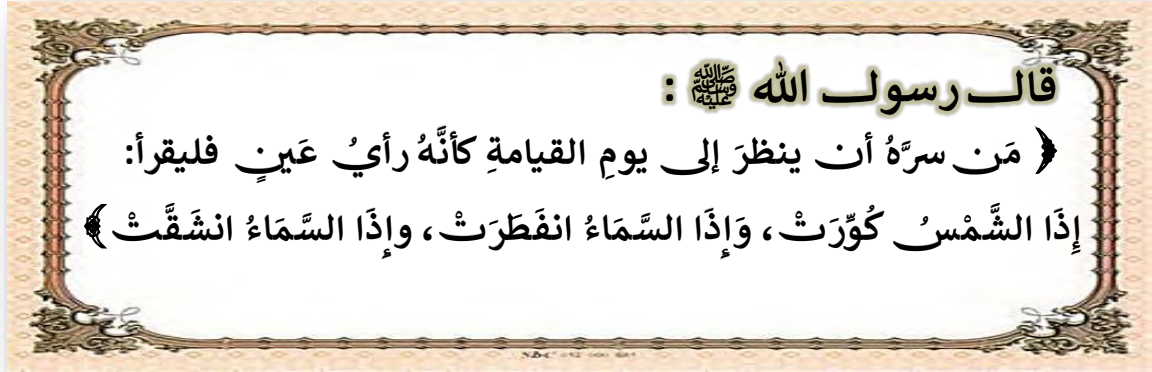 قال رسول الله ﷺ :
﴿ مَن سرَّهُ أن ينظرَ إلى يومِ القيامةِ كأنَّهُ رأيُ عَينٍ فليقرأ:
إِذَا الشَّمْسُ كُوِّرَتْ، وَإِذَا السَّمَاءُ انفَطَرَتْ، وإِذَا السَّمَاءُ انشَقَّتْ ﴾